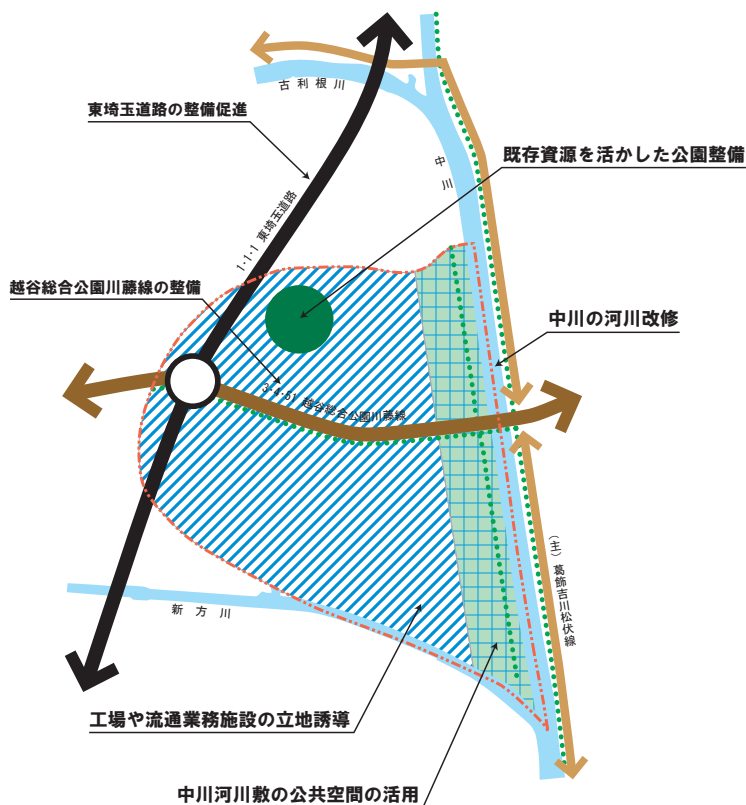 古利根川
東埼玉道路の整備促進
中川
既存資源を活かした公園整備
1・1・1 東埼玉道路
越谷総合公園川藤線の整備
中川の河川改修
3・4・51 越谷総合公園川藤線
(主)葛飾吉川松伏線
新方川
工場や流通業務施設の立地誘導
中川河川敷の公共空間の活用